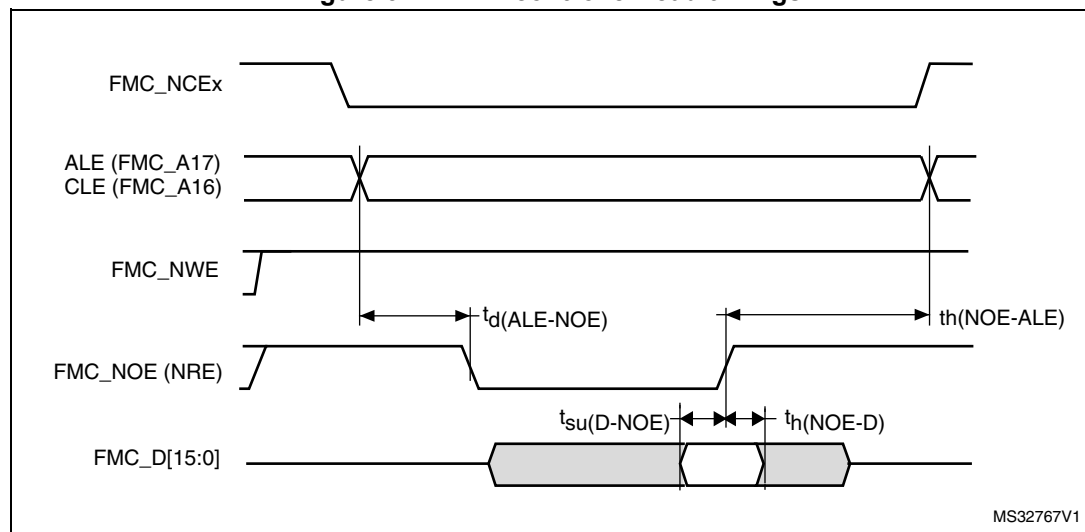 FMC_NCEx
ALE (FMC_A17)
CLE (FMC_A16)
FMC_NWE
td(ALE-NOE)
th(NOE-ALE)
FMC_NOE (NRE)
tsu(D-NOE)
th(NOE-D)
FMC_D[15:0]
MS32767V1